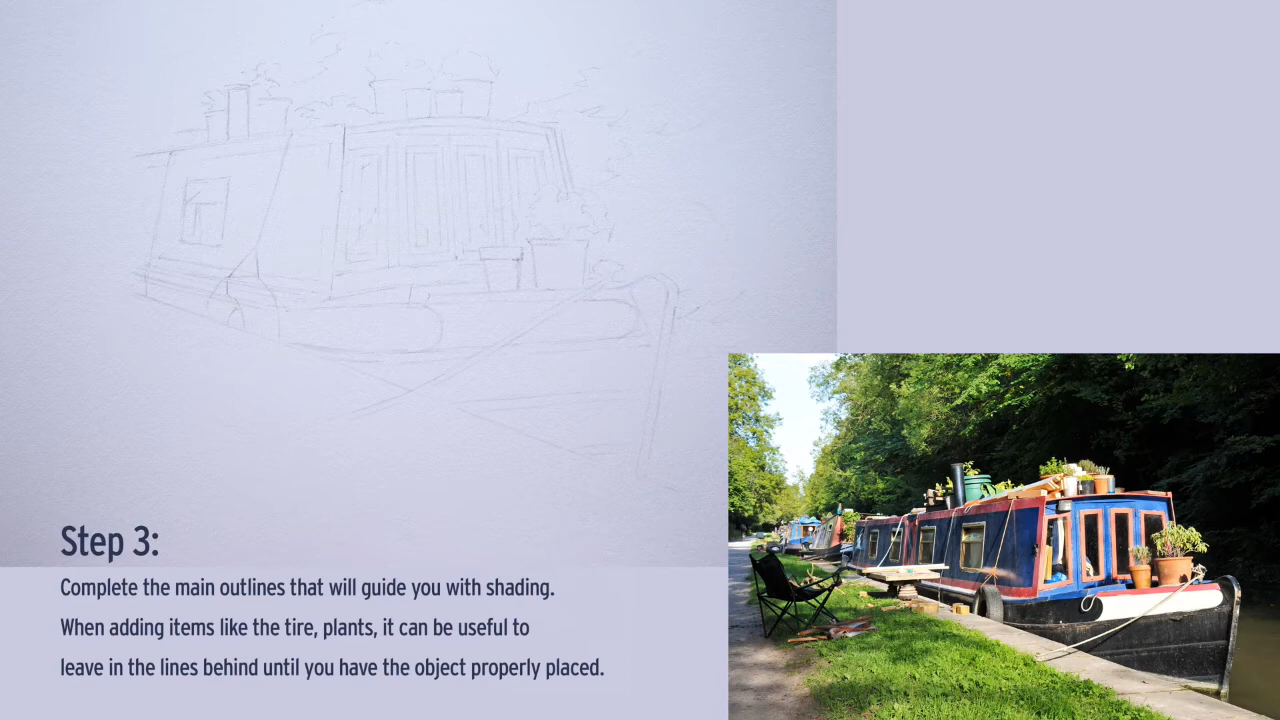 Step 3:
Complete the main outlines that will guide you with shading.
When adding items like the tire, plants, it can be useful to
leave in the lines behind until you have the object properly placed.